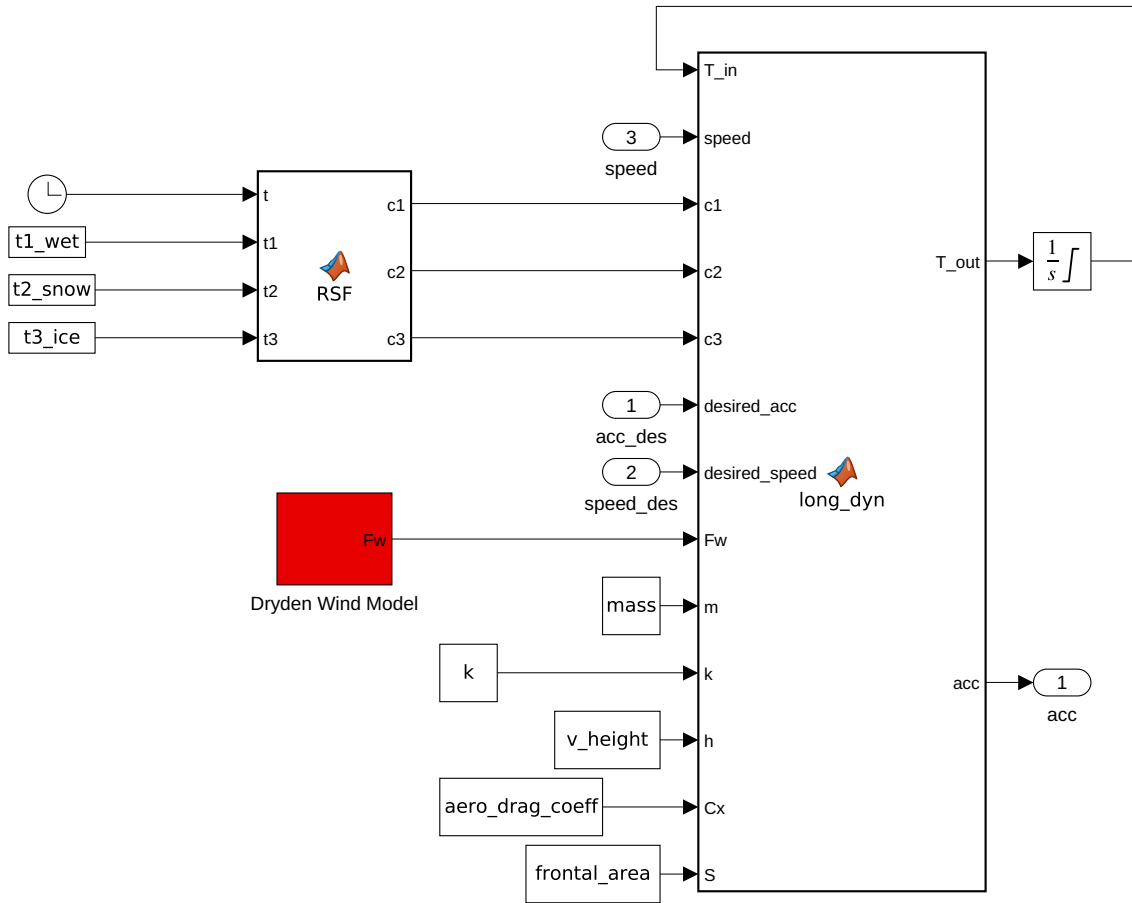 T_in
3
speed
speed
t
t1_wet
t1
t2_snow
t2
t3_ice
t3
RSF
c1
c2
c3
c1
c2
c3
1
acc_des
desired_acc
2
speed_des
desired_speed
long_dyn
T_out
1
s
Fw
Dryden Wind Model
Fw
mass
m
k
k
v_height
h
aero_drag_coeff
Cx
frontal_area
S
acc
1
acc